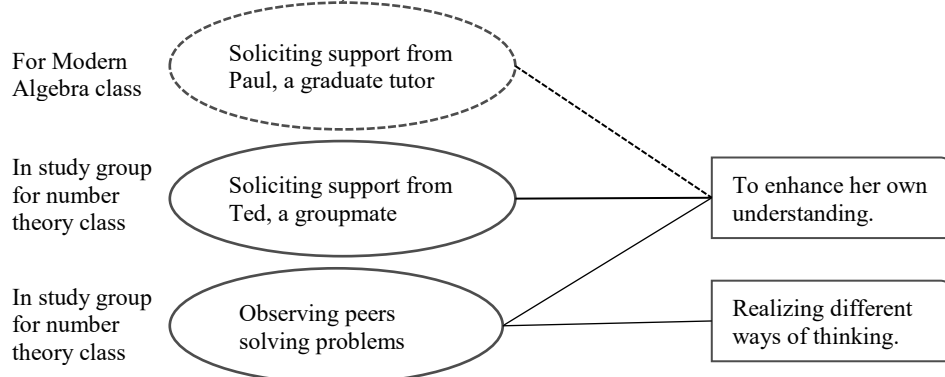 For Modern
Algebra class
Soliciting support from
Paul, a graduate tutor
In study group
for number
theory class
Soliciting support from
Ted, a groupmate
To enhance her own
understanding.
In study group
for number
theory class
Observing peers
solving problems
Realizing different
ways of thinking.